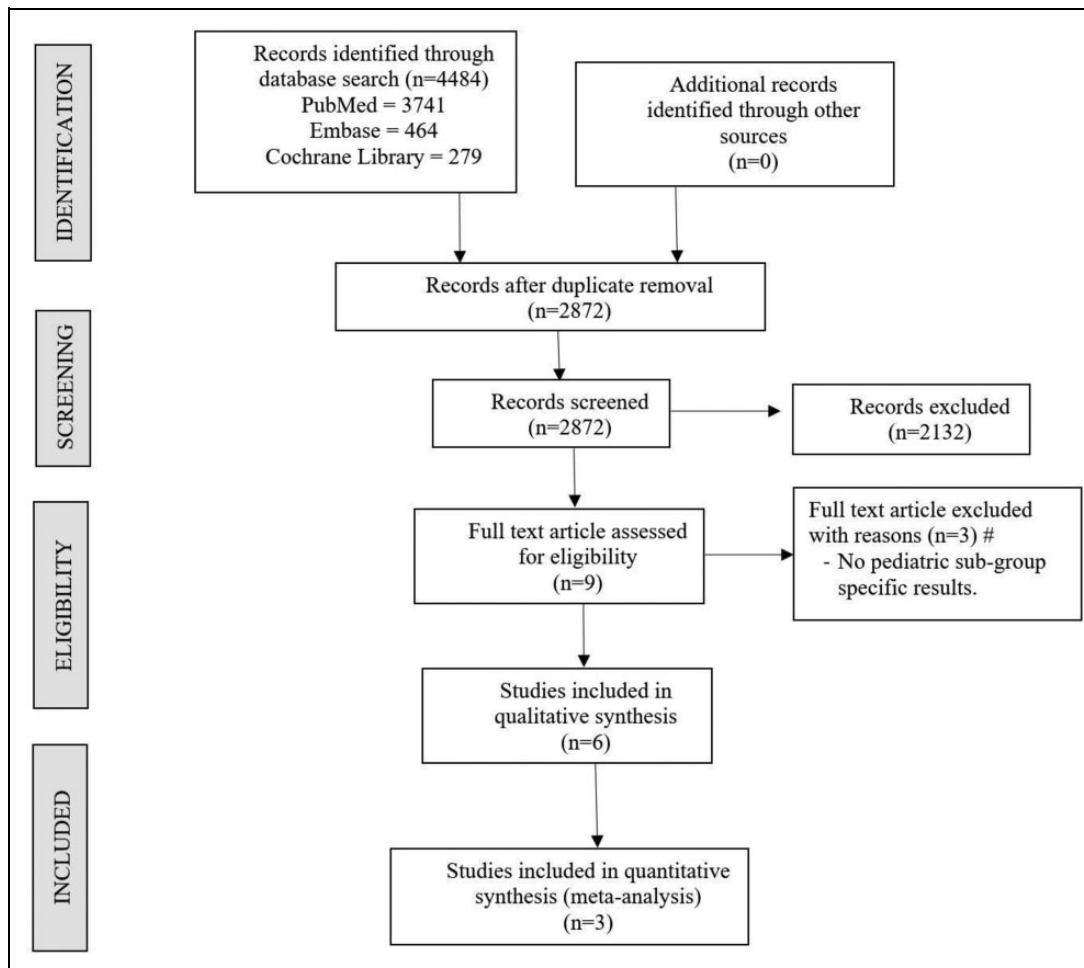 IDENTIFICATION
Records identified through
database search (n=4484)
PubMed = 3741
Embase = 464
Cochrane Library = 279
Additional records
identified through other
sources
(n=0)
Records after duplicate removal
(n=2872)
SCREENING
Records screened
(n=2872)
Records excluded
(n=2132)
ELIGIBILITY
Full text article assessed
for eligibility
(n=9)
Full text article excluded
with reasons (n=3) #
- No pediatric sub-group
specific results.
Studies included in
qualitative synthesis
(n=6)
INCLUDED
Studies included in quantitative
synthesis (meta-analysis)
(n=3)